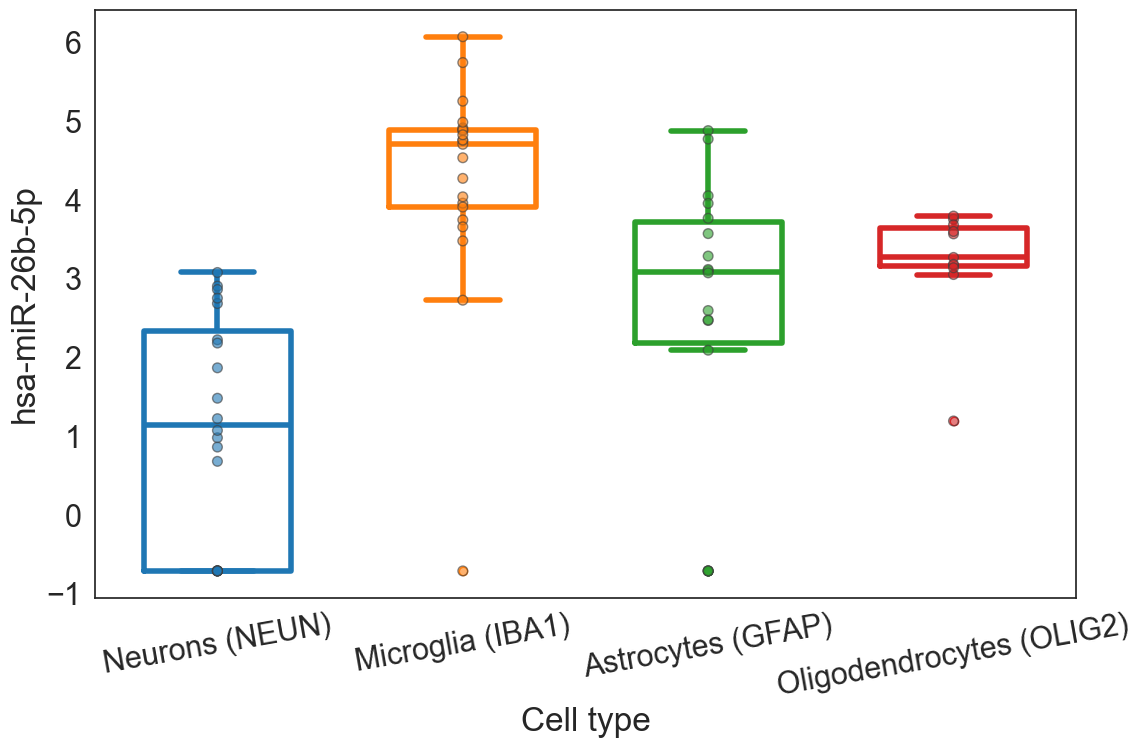 hsa-miR-26b-5p
6
5
4
3
2
1
0
−1
Neurons (NEUN)
Microglia (IBA1)
Astrocytes (GFAP)
Oligodendrocytes (OLIG2)
Cell type